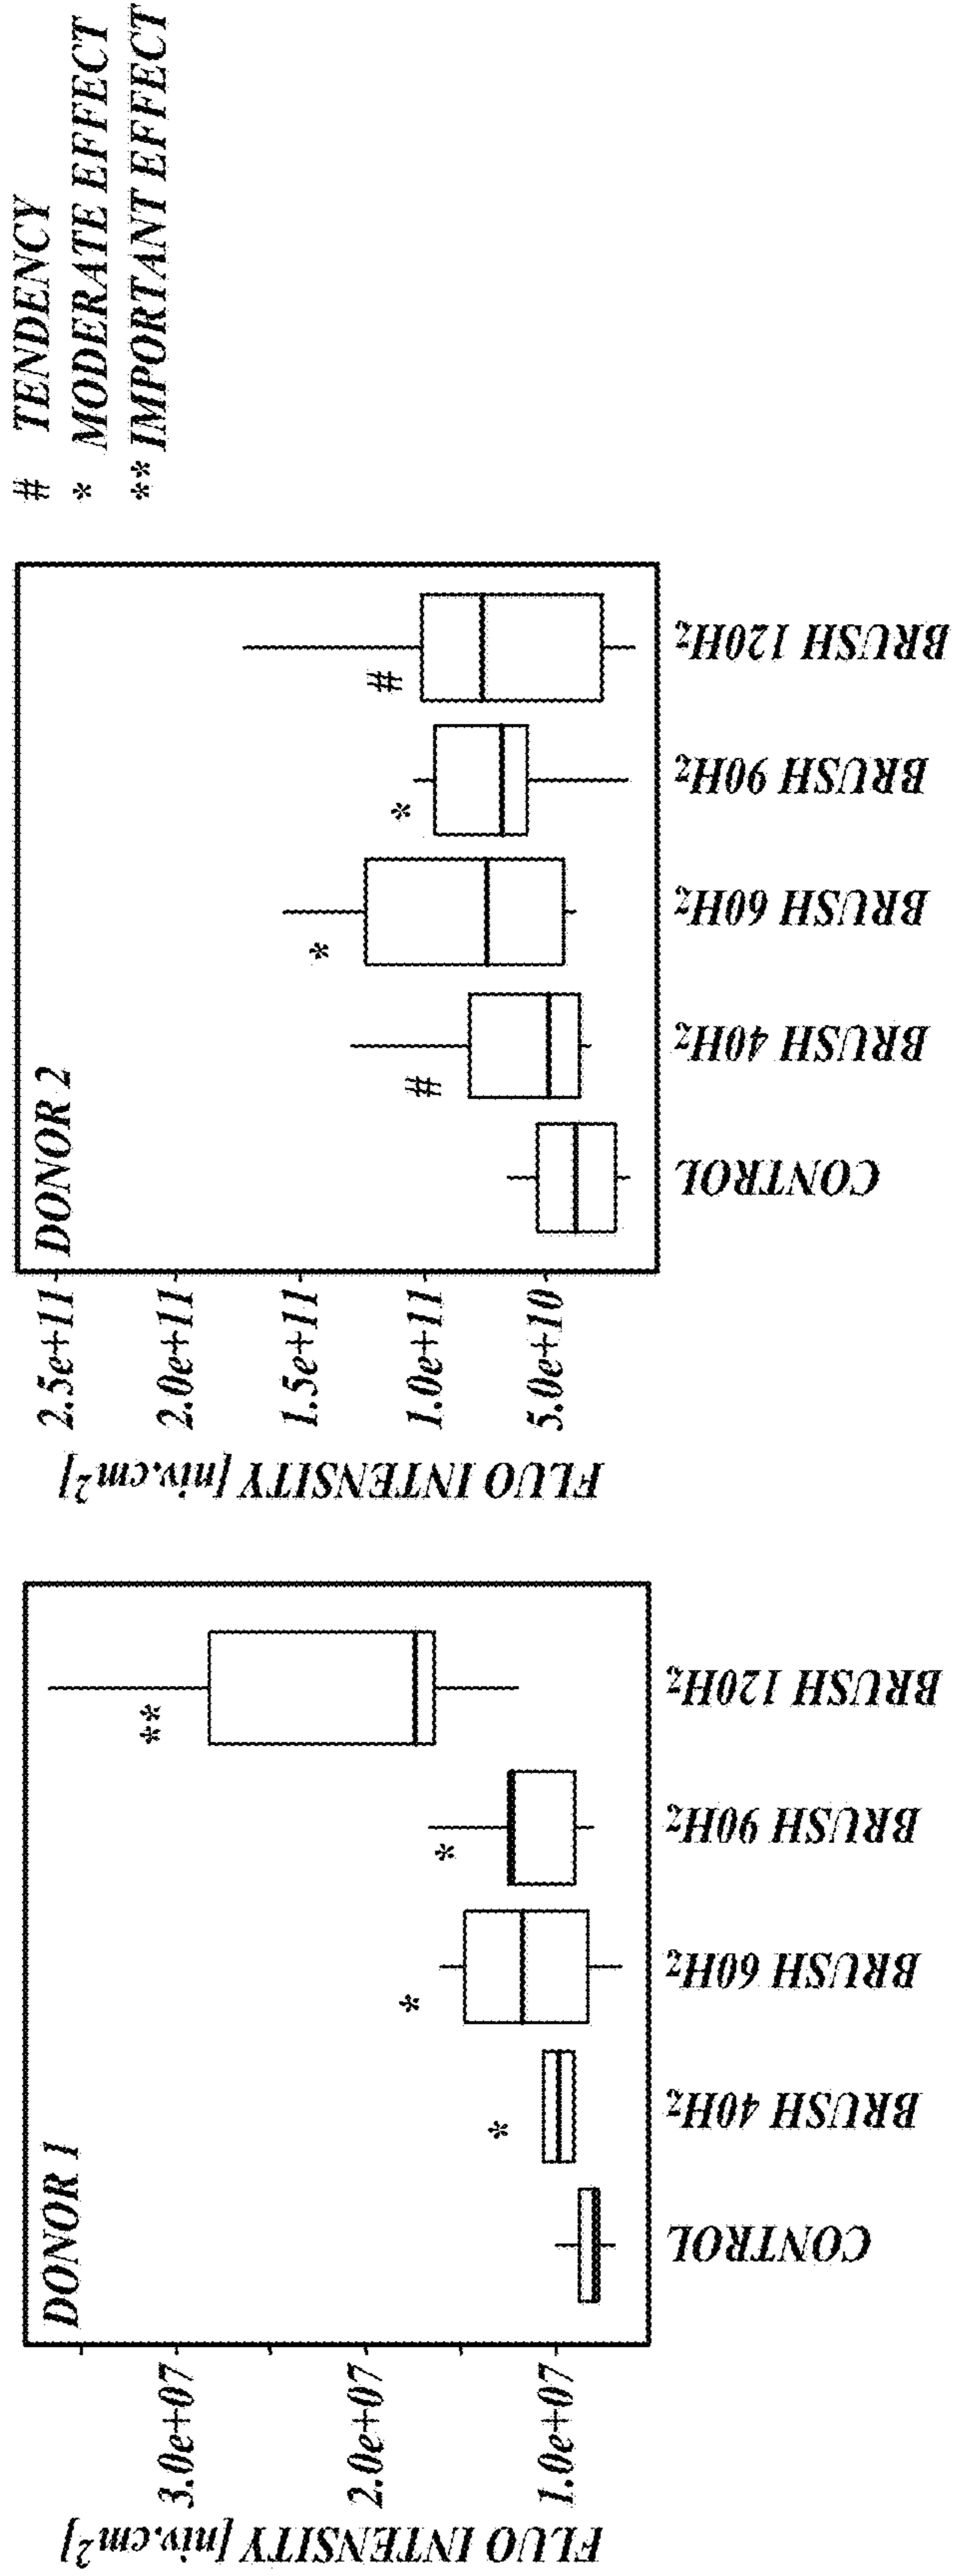 DONOR 1
FLUO INTENSITY [niv.cm²]
3.0e+07
2.0e+07
1.0e+07
**
*
*
*
CONTROL
BRUSH 40Hz
BRUSH 60Hz
BRUSH 90Hz
BRUSH 120Hz
DONOR 2
FLUO INTENSITY [niv.cm²]
2.5e+11
2.0e+11
1.5e+11
1.0e+11
5.0e+10
#
*
*
#
CONTROL
BRUSH 40Hz
BRUSH 60Hz
BRUSH 90Hz
BRUSH 120Hz
# TENDENCY
* MODERATE EFFECT
** IMPORTANT EFFECT